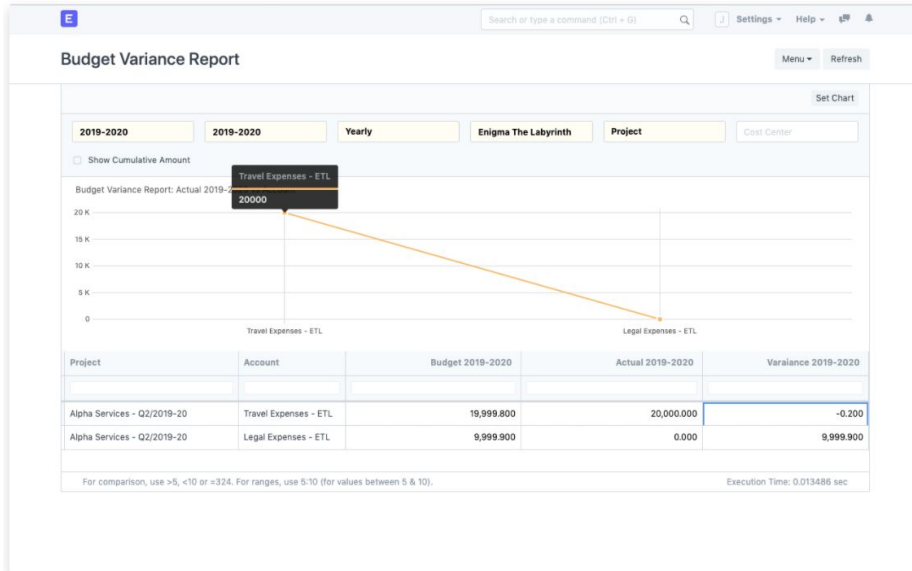 E
Search or type a command (Ctrl + G)
J Settings Help
Budget Variance Report
Menu Refresh
Set Chart
2019-2020 2019-2020 Yearly Enigma The Labyrinth Project Cost Center
Show Cumulative Amount
Travel Expenses - ETL
20000
Budget Variance Report: Actual 2019-2
20 K
15 K
10 K
5 K
0
Travel Expenses - ETL Legal Expenses - ETL
Project Account Budget 2019-2020 Actual 2019-2020 Varaiance 2019-2020
Alpha Services - Q2/2019-20 Travel Expenses - ETL 19,999.800 20,000.000 -0.200
Alpha Services - Q2/2019-20 Legal Expenses - ETL 9,999.900 0.000 9,999.900
For comparison, use >5, <10 or =324. For ranges, use 5:10 (for values between 5 & 10). Execution Time: 0.013486 sec